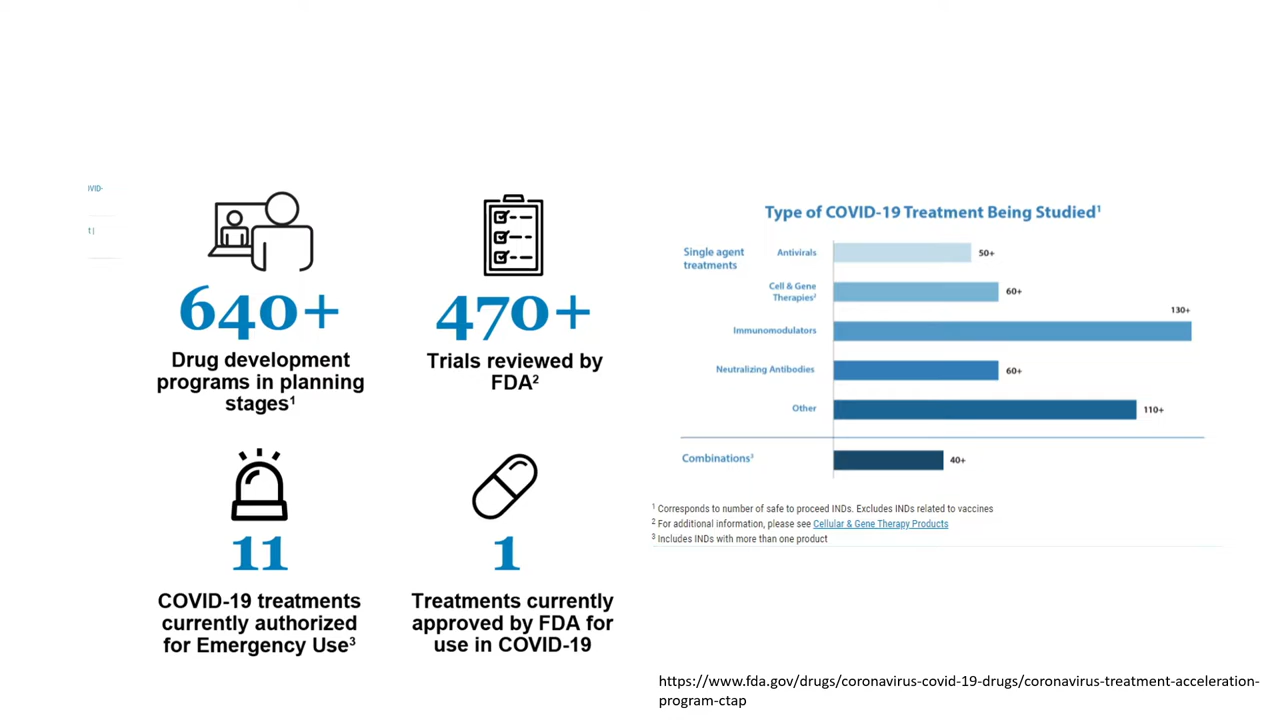 OVID-
t |
640+
Drug development
programs in planning
stages¹
470+
Trials reviewed by
FDA²
11
COVID-19 treatments
currently authorized
for Emergency Use³
1
Treatments currently
approved by FDA for
use in COVID-19
Type of COVID-19 Treatment Being Studied¹
Single agent
treatments
Antivirals
50+
Cell & Gene
Therapies²
60+
Immunomodulators
130+
Neutralizing Antibodies
60+
Other
110+
Combinations³
40+
¹ Corresponds to number of safe to proceed INDs. Excludes INDs related to vaccines
² For additional information, please see Cellular & Gene Therapy Products
³ Includes INDs with more than one product
https://www.fda.gov/drugs/coronavirus-covid-19-drugs/coronavirus-treatment-acceleration-
program-ctap